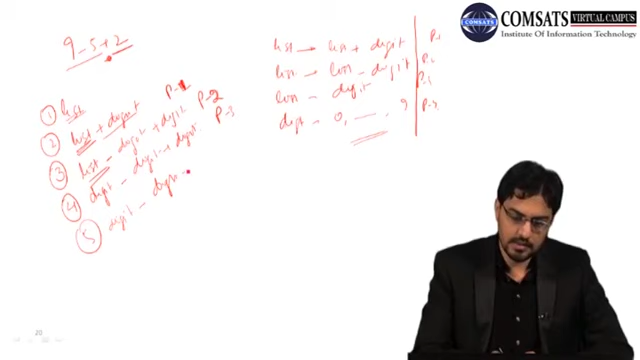 COMSATS VIRTUAL CAMPUS
Institute Of Information Technology
9-5+2
① list
② list + digit P-1
③ list - digit + digit P-2
④ digit - digit + digit P-3
⑤ digit - digit -
list → list + digit P-1
list → list - digit P-2
list - digit P-3
digit - 0, — . 9 P-4
20